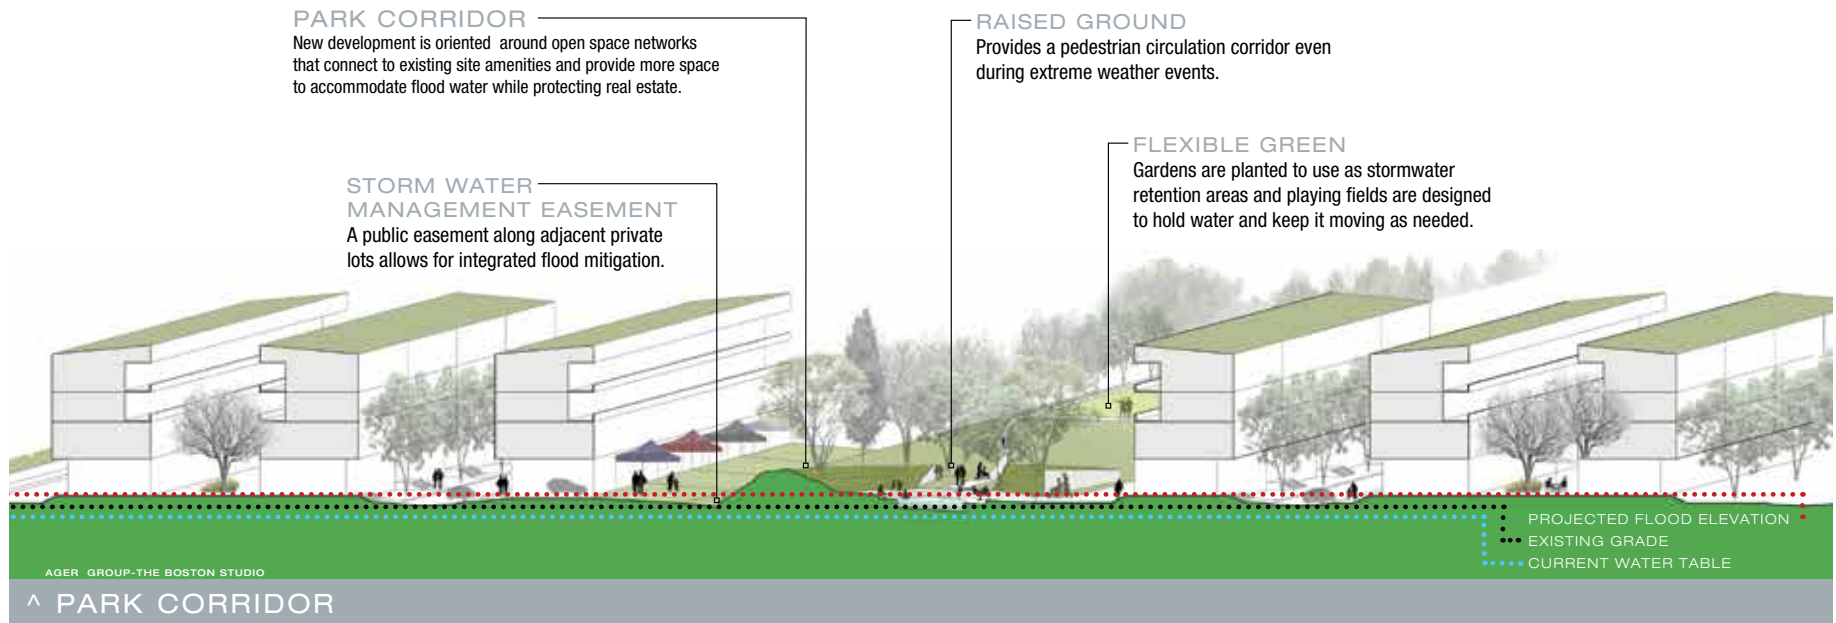 PARK CORRIDOR
New development is oriented around open space networks
that connect to existing site amenities and provide more space
to accommodate flood water while protecting real estate.
RAISED GROUND
Provides a pedestrian circulation corridor even
during extreme weather events.
FLEXIBLE GREEN
Gardens are planted to use as stormwater
retention areas and playing fields are designed
to hold water and keep it moving as needed.
STORM WATER
MANAGEMENT EASEMENT
A public easement along adjacent private
lots allows for integrated flood mitigation.
PROJECTED FLOOD ELEVATION
EXISTING GRADE
CURRENT WATER TABLE
AGER GROUP-THE BOSTON STUDIO
^ PARK CORRIDOR